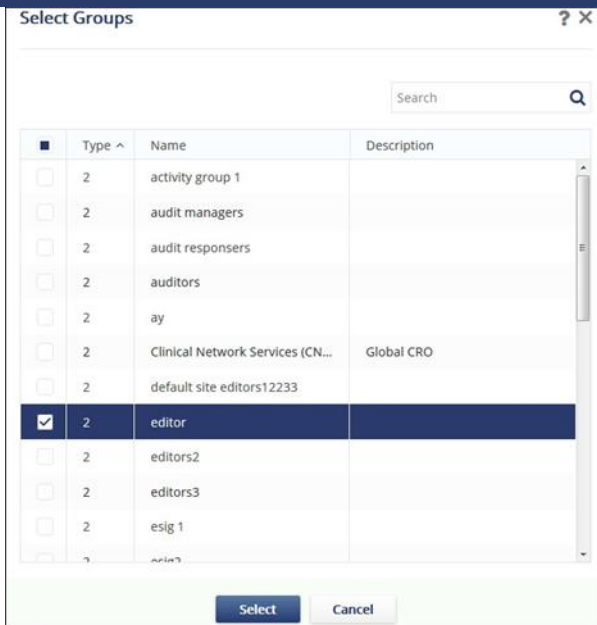 Select Groups ? ×
Search
Type ^ Name Description
2 activity group 1
2 audit managers
2 audit responsers
2 auditors
2 ay
2 Clinical Network Services (CN... Global CRO
2 default site editors12233
2 editor
2 editors2
2 editors3
2 esig 1
2 esig2
Select Cancel